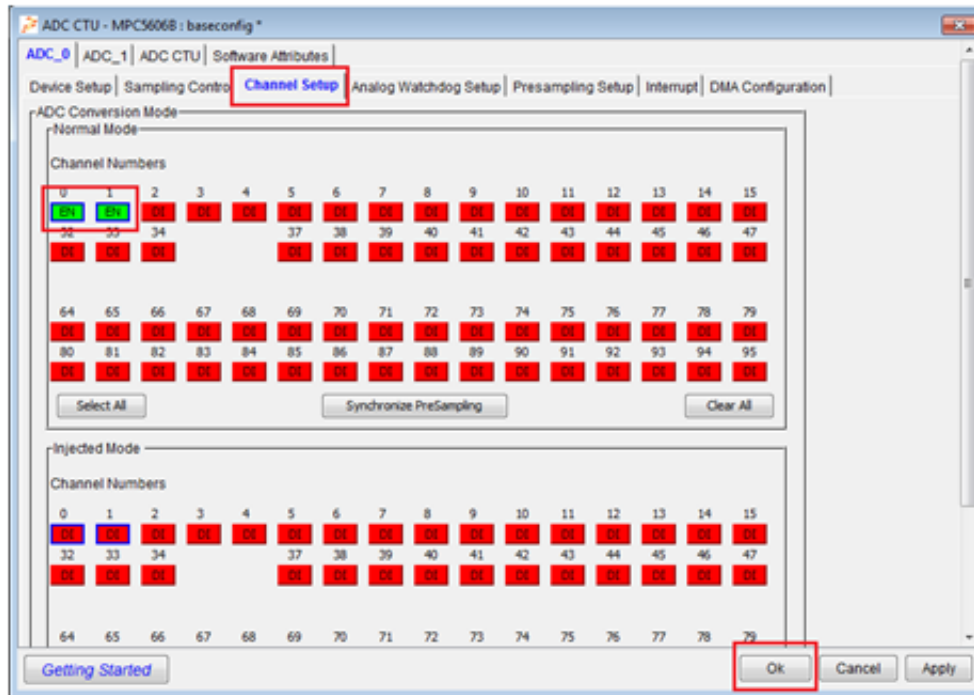 ADC CTU - MPC5606B : baseconfig *
ADC_0 ADC_1 ADC CTU Software Attributes
Device Setup Sampling Contro Channel Setup Analog Watchdog Setup Presampling Setup Interrupt DMA Configuration
ADC Conversion Mode
Normal Mode
Channel Numbers
0 1 2 3 4 5 6 7 8 9 10 11 12 13 14 15
EN EN DI DI DI DI DI DI DI DI DI DI DI DI DI DI
32 33 34 37 38 39 40 41 42 43 44 45 46 47
DI DI DI DI DI DI DI DI DI DI DI DI DI DI
64 65 66 67 68 69 70 71 72 73 74 75 76 77 78 79
DI DI DI DI DI DI DI DI DI DI DI DI DI DI DI DI
80 81 82 83 84 85 86 87 88 89 90 91 92 93 94 95
DI DI DI DI DI DI DI DI DI DI DI DI DI DI DI DI
Select All Synchronize PreSampling Clear All
Injected Mode
Channel Numbers
0 1 2 3 4 5 6 7 8 9 10 11 12 13 14 15
DI DI DI DI DI DI DI DI DI DI DI DI DI DI DI DI
32 33 34 37 38 39 40 41 42 43 44 45 46 47
DI DI DI DI DI DI DI DI DI DI DI DI DI DI
64 65 66 67 68 69 70 71 72 73 74 75 76 77 78 79
Getting Started Ok Cancel Apply